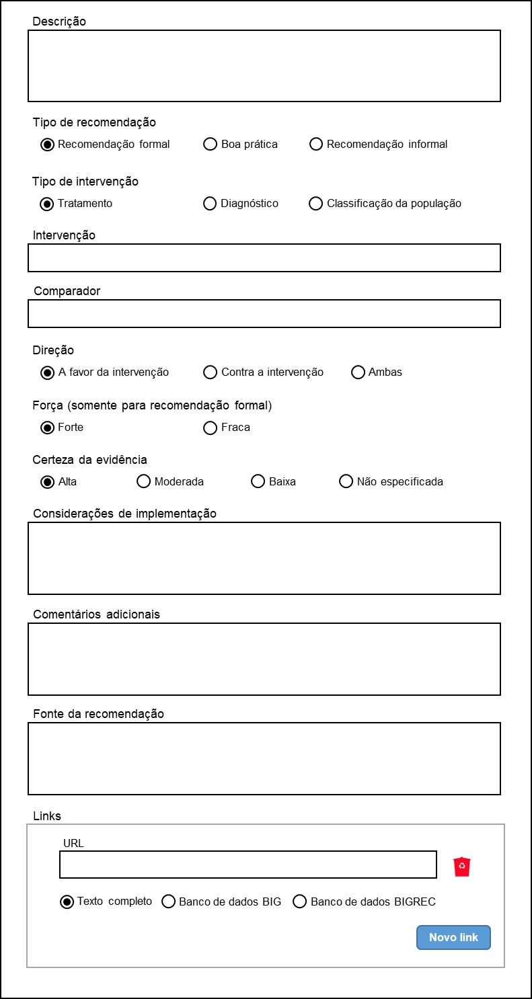 Descrição
Tipo de recomendação
Recomendação formal Boa prática Recomendação informal
Tipo de intervenção
Tratamento Diagnóstico Classificação da população
Intervenção
Comparador
Direção
A favor da intervenção Contra a intervenção Ambas
Força (somente para recomendação formal)
Forte Fraca
Certeza da evidência
Alta Moderada Baixa Não especificada
Considerações de implementação
Comentários adicionais
Fonte da recomendação
Links
URL
Texto completo Banco de dados BIG Banco de dados BIGREC
Novo link